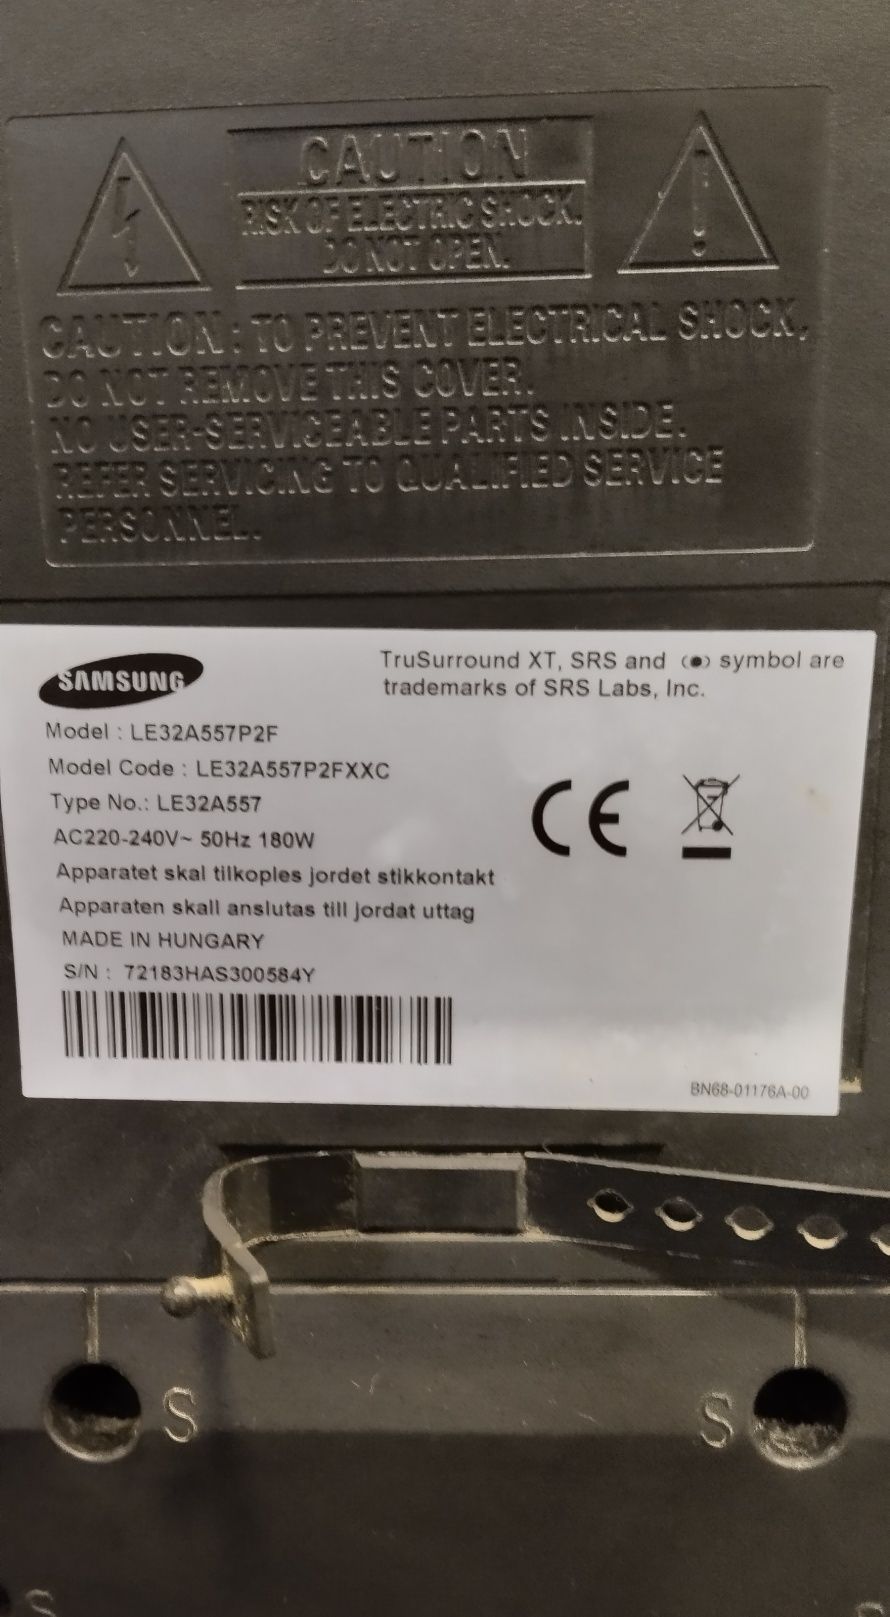 CAUTION
RISK OF ELECTRIC SHOCK.
DO NOT OPEN.
CAUTION: TO PREVENT ELECTRICAL SHOCK,
DO NOT REMOVE THIS COVER.
NO USER-SERVICEABLE PARTS INSIDE.
REFER SERVICING TO QUALIFIED SERVICE
PERSONNEL.
SAMSUNG
TruSurround XT, SRS and (●) symbol are
trademarks of SRS Labs, Inc.
Model : LE32A557P2F
Model Code : LE32A557P2FXXC
Type No.: LE32A557
AC220-240V~ 50Hz 180W
CE
Apparatet skal tilkoples jordet stikkontakt
Apparaten skall anslutas till jordat uttag
MADE IN HUNGARY
S/N : 72183HAS300584Y
BN68-01176A-00
S S
S S